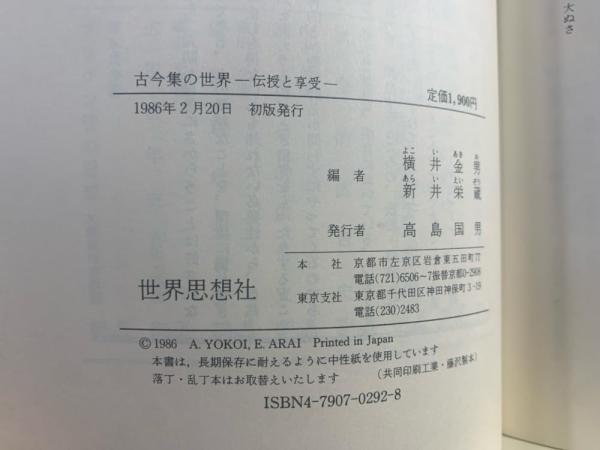 大ぬさ
古今集の世界―伝授と享受―
定価1,900円
1986年2月20日 初版発行
よこ い あき お
編者 横井金男
あら い えい ぞう
新井栄蔵
発行者 高島国男
本社 京都市左京区岩倉東五田町77
電話(721)6506~7振替京都0-2908
世界思想社
東京支社 東京都千代田区神田神保町3-19
電話(230)2483
©1986 A. YOKOI, E. ARAI Printed in Japan
本書は,長期保存に耐えるように中性紙を使用しています
落丁・乱丁本はお取替えいたします (共同印刷工業・藤沢製本)
ISBN4-7907-0292-8